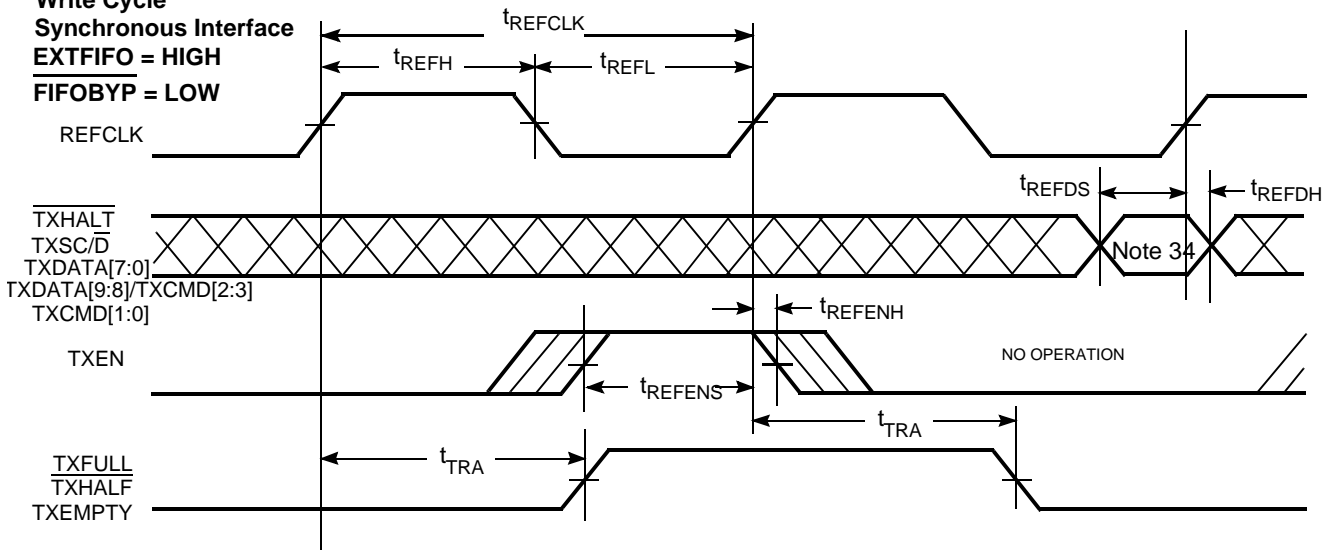 Write Cycle
Synchronous Interface
EXTFIFO = HIGH
FIFOBYP = LOW
tREFCLK
tREFH
tREFL
REFCLK
tREFDS
tREFDH
TXHALT
TXSC/D
TXDATA[7:0]
TXDATA[9:8]/TXCMD[2:3]
TXCMD[1:0]
Note 34
tREFENH
TXEN
NO OPERATION
tREFENS
tTRA
tTRA
TXFULL
TXHALF
TXEMPTY